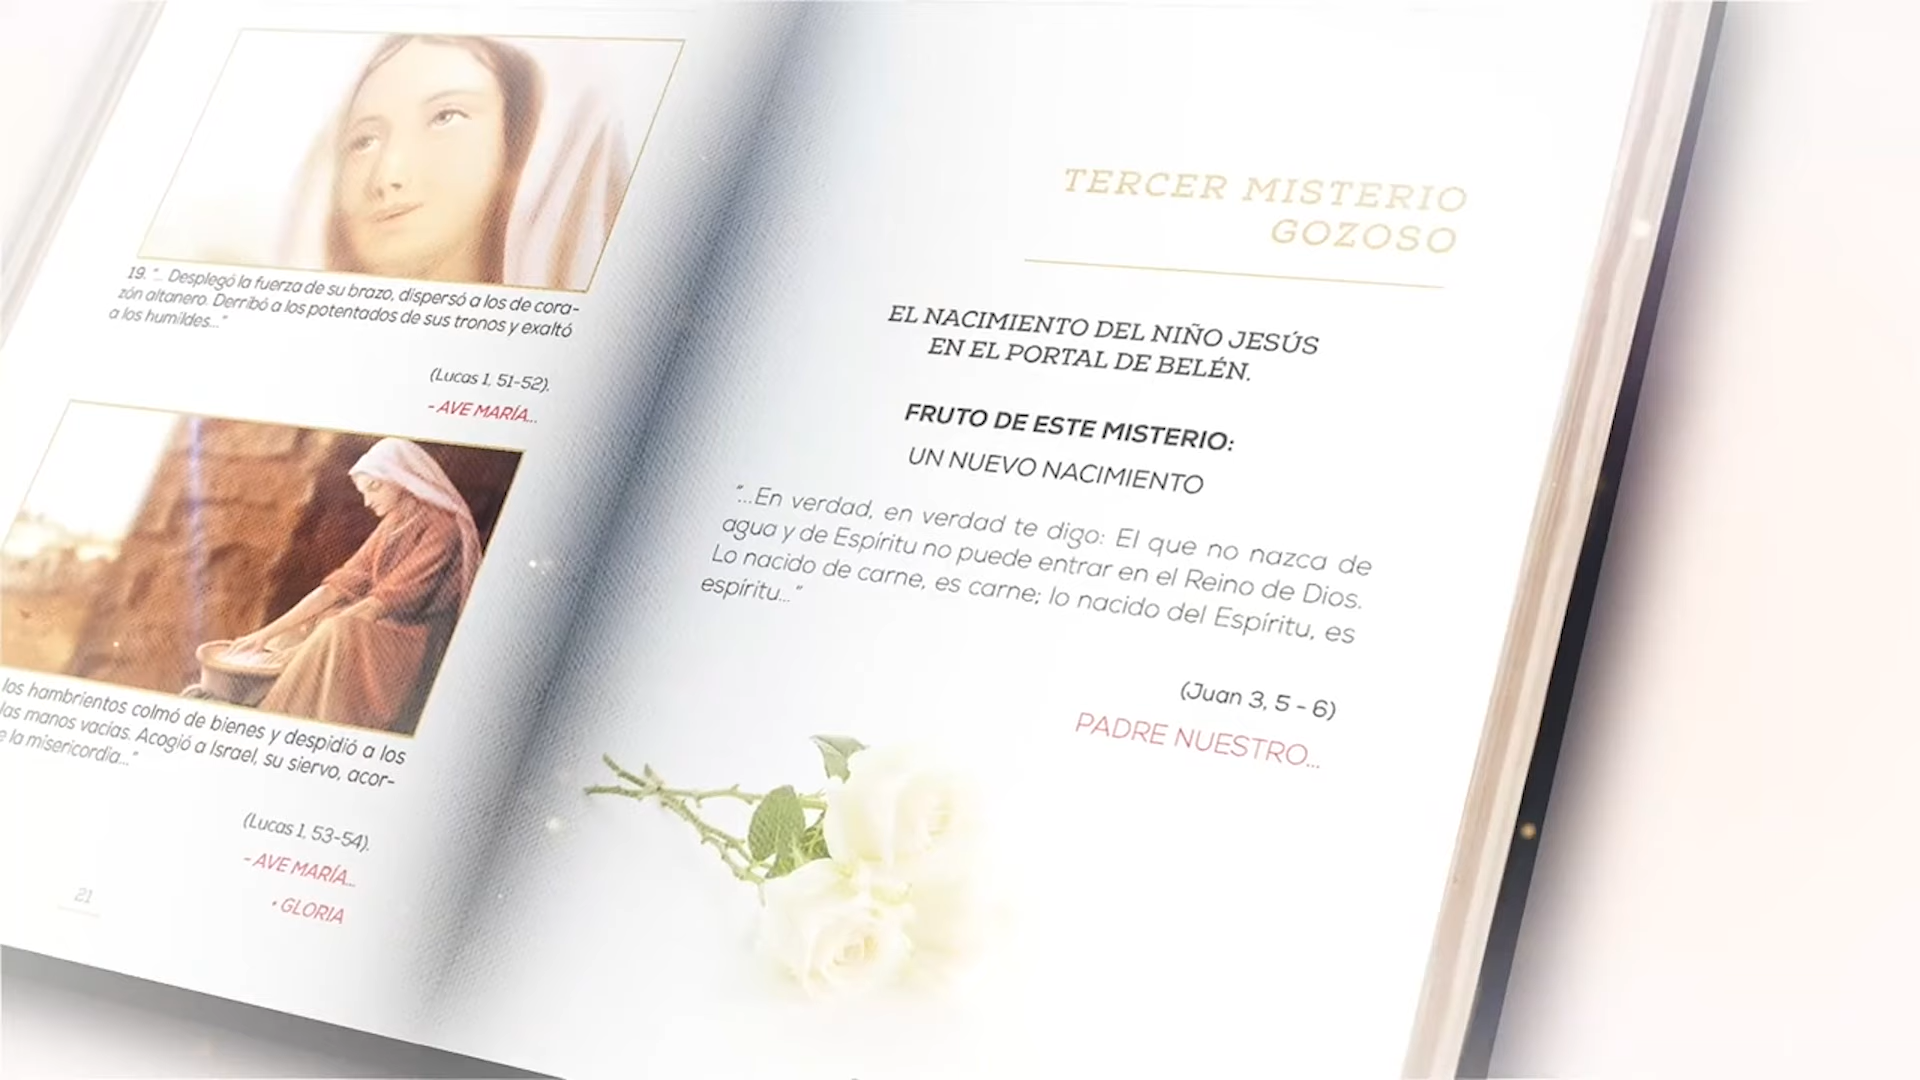 19. "... Desplegó la fuerza de su brazo, dispersó a los de cora-
zón altanero. Derribó a los potentados de sus tronos y exaltó
a los humildes..."
(Lucas 1, 51-52).
- AVE MARÍA...
los hambrientos colmó de bienes y despidió a los
las manos vacías. Acogió a Israel, su siervo, acor-
la misericordia..."
(Lucas 1, 53-54).
- AVE MARÍA...
• GLORIA
21
TERCER MISTERIO
GOZOSO
EL NACIMIENTO DEL NIÑO JESÚS
EN EL PORTAL DE BELÉN.
FRUTO DE ESTE MISTERIO:
UN NUEVO NACIMIENTO
"...En verdad, en verdad te digo: El que no nazca de
agua y de Espíritu no puede entrar en el Reino de Dios.
Lo nacido de carne, es carne; lo nacido del Espíritu, es
espíritu..."
(Juan 3, 5 - 6)
PADRE NUESTRO...